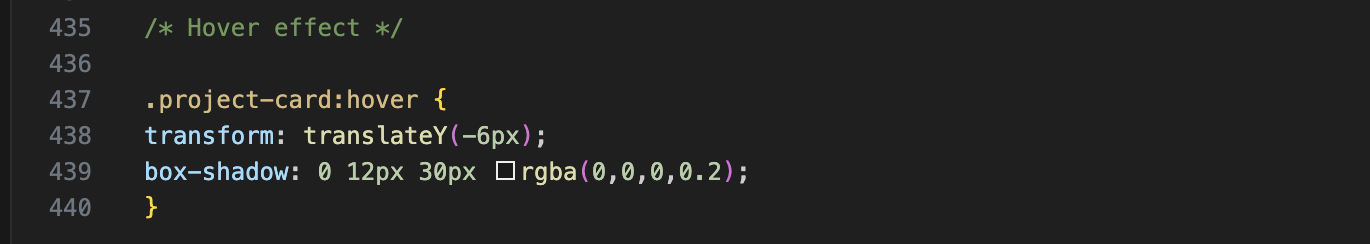 435 /* Hover effect */
436
437 .project-card:hover {
438 transform: translateY(-6px);
439 box-shadow: 0 12px 30px rgba(0,0,0,0.2);
440 }